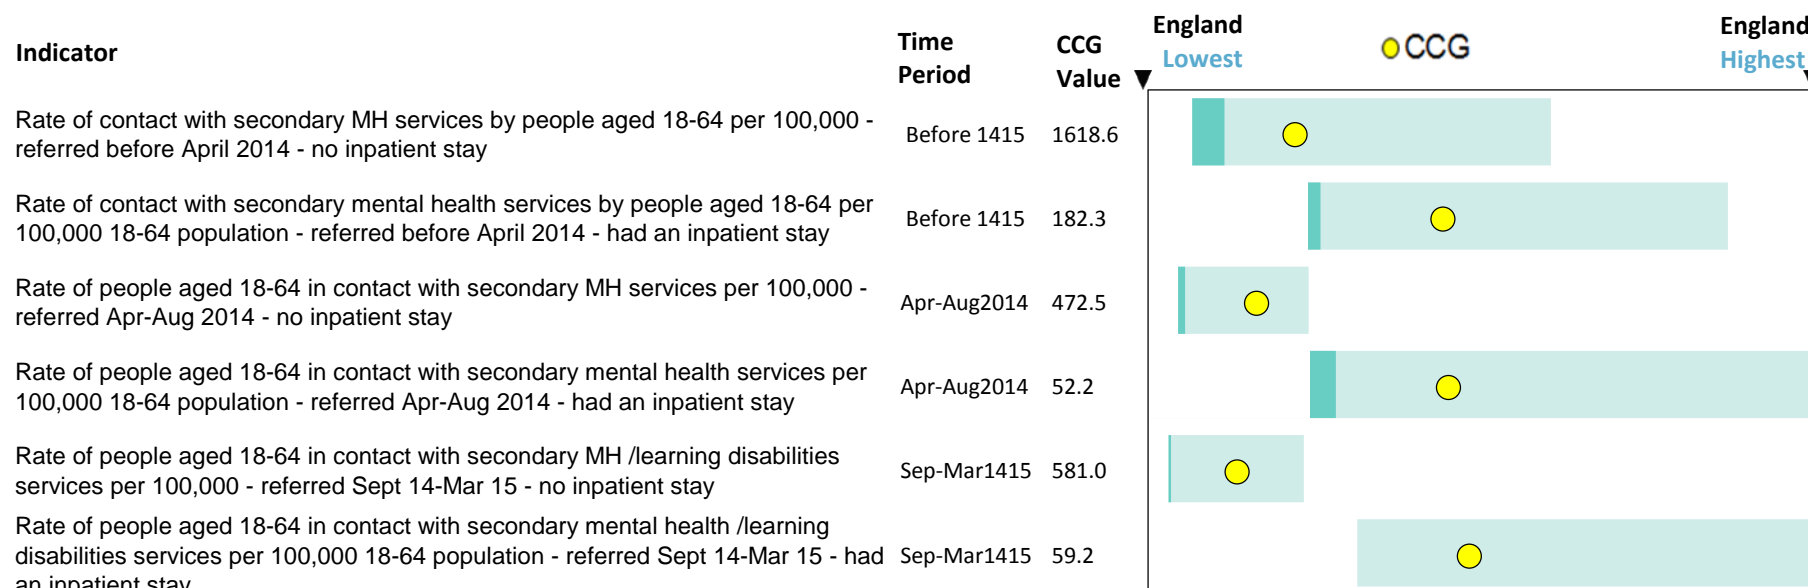 Indicator
Time Period
CCG Value
England Lowest
CCG
England Highest
Rate of contact with secondary MH services by people aged 18-64 per 100,000 -
referred before April 2014 - no inpatient stay
Before 1415 1618.6
Rate of contact with secondary mental health services by people aged 18-64 per
100,000 18-64 population - referred before April 2014 - had an inpatient stay
Before 1415 182.3
Rate of people aged 18-64 in contact with secondary MH services per 100,000 -
referred Apr-Aug 2014 - no inpatient stay
Apr-Aug2014 472.5
Rate of people aged 18-64 in contact with secondary mental health services per
100,000 18-64 population - referred Apr-Aug 2014 - had an inpatient stay
Apr-Aug2014 52.2
Rate of people aged 18-64 in contact with secondary MH /learning disabilities
services per 100,000 - referred Sept 14-Mar 15 - no inpatient stay
Sep-Mar1415 581.0
Rate of people aged 18-64 in contact with secondary mental health /learning
disabilities services per 100,000 18-64 population - referred Sept 14-Mar 15 - had
an inpatient stay
Sep-Mar1415 59.2